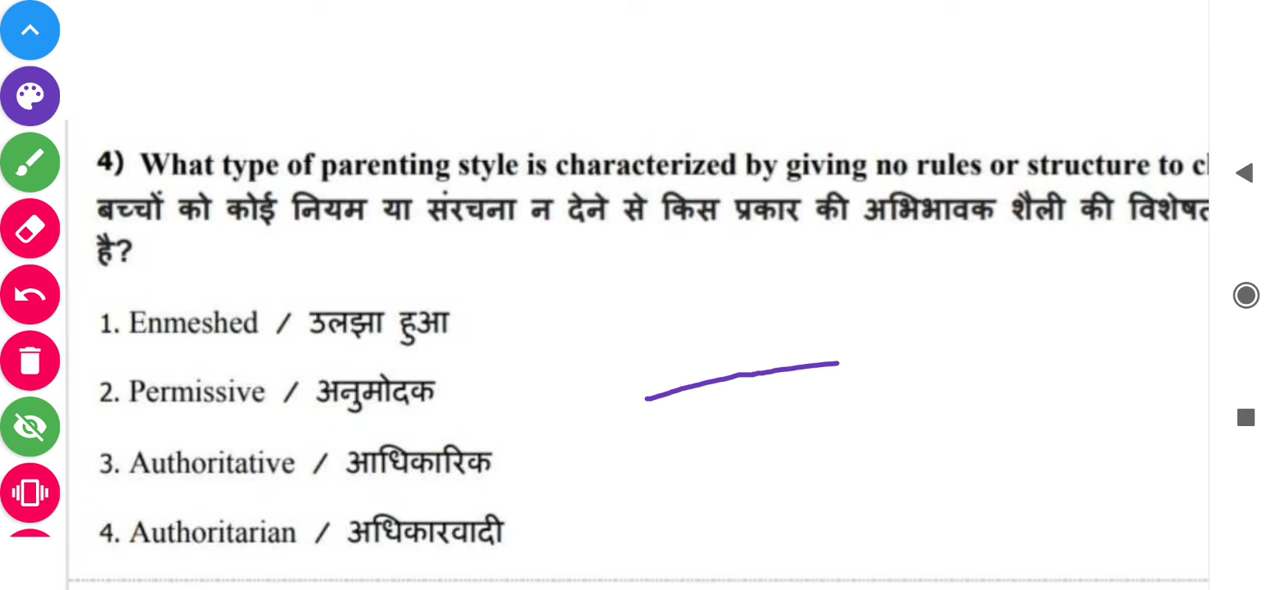 4) What type of parenting style is characterized by giving no rules or structure to
बच्चों को कोई नियम या संरचना न देने से किस प्रकार की अभिभावक शैली की
है?
1. Enmeshed / उलझा हुआ
2. Permissive / अनुमोदक
3. Authoritative / आधिकारिक
4. Authoritarian / अधिकारवादी